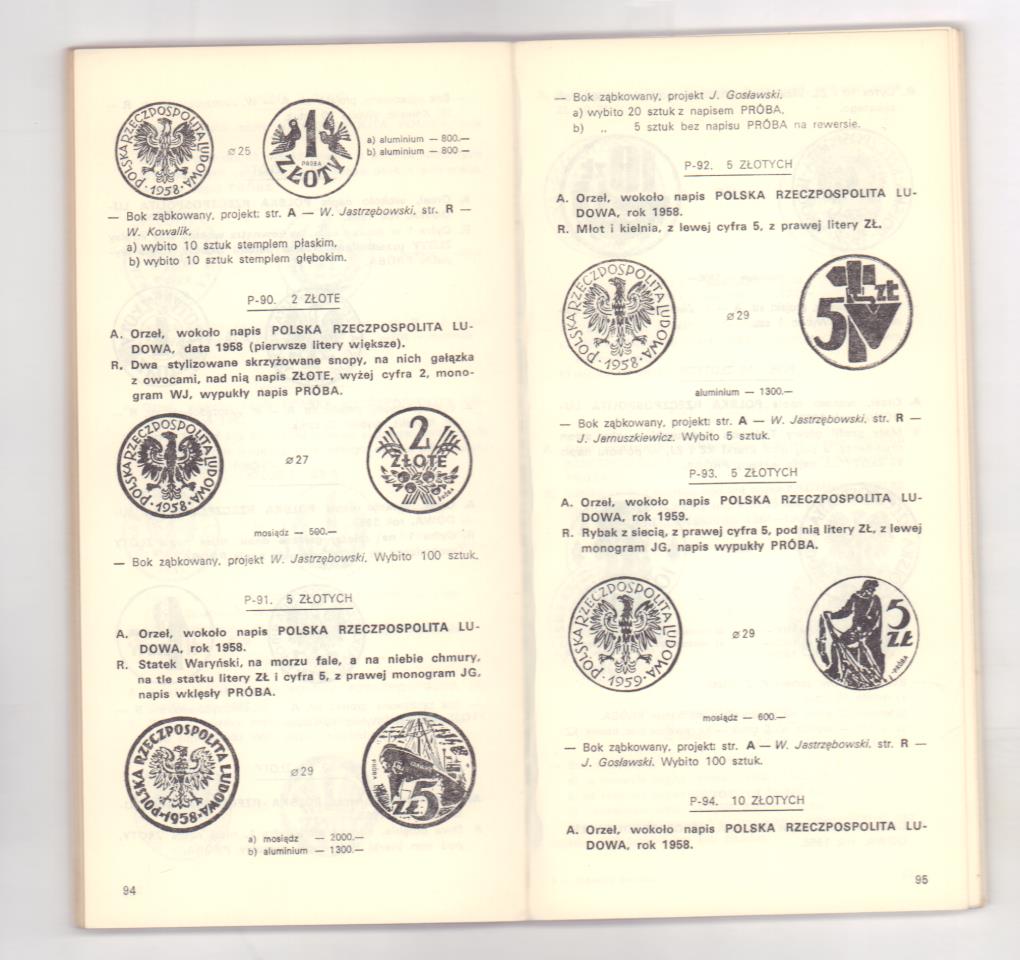 POLSKA RZECZPOSPOLITA LUDOWA
·1958·
ø 25
1
PRÓBA
ZŁOTY
a) aluminium — 800.—
b) aluminium — 800 —
— Bok ząbkowany, projekt: str. A — W. Jastrzębowski, str. R —
W. Kowalik,
a) wybito 10 sztuk stemplem płaskim,
b) wybito 10 sztuk stemplem głębokim.
P-90. 2 ZŁOTE
A. Orzeł, wokoło napis POLSKA RZECZPOSPOLITA LU-
DOWA, data 1958 (pierwsze litery większe).
R. Dwa stylizowane skrzyżowane snopy, na nich gałązka
z owocami, nad nią napis ZŁOTE, wyżej cyfra 2, mono-
gram WJ, wypukły napis PRÓBA.
POLSKA RZECZPOSPOLITA LUDOWA
·1958·
ø 27
2
ZŁOTE
PRÓBA
mosiądz — 500.—
— Bok ząbkowany, projekt W. Jastrzębowski. Wybito 100 sztuk.
P-91. 5 ZŁOTYCH
A. Orzeł, wokoło napis POLSKA RZECZPOSPOLITA LU-
DOWA, rok 1958.
R. Statek Waryński, na morzu fale, a na niebie chmury,
na tle statku litery ZŁ i cyfra 5, z prawej monogram JG,
napis wklęsły PRÓBA.
POLSKA RZECZPOSPOLITA LUDOWA
·1958·
ø 29
PRÓBA
ZŁ 5
a) mosiądz — 2000.—
b) aluminium — 1300.—
94
— Bok ząbkowany, projekt J. Gosławski,
a) wybito 20 sztuk z napisem PRÓBA,
b) „ 5 sztuk bez napisu PRÓBA na rewersie.
P-92. 5 ZŁOTYCH
A. Orzeł, wokoło napis POLSKA RZECZPOSPOLITA LU-
DOWA, rok 1958.
R. Młot i kielnia, z lewej cyfra 5, z prawej litery ZŁ.
POLSKA RZECZPOSPOLITA LUDOWA
·1958·
ø 29
5 zł
aluminium — 1300.—
— Bok ząbkowany, projekt: str. A — W. Jastrzębowski, str. R —
J. Jarnuszkiewicz. Wybito 5 sztuk.
P-93. 5 ZŁOTYCH
A. Orzeł, wokoło napis POLSKA RZECZPOSPOLITA LU-
DOWA, rok 1959.
R. Rybak z siecią, z prawej cyfra 5, pod nią litery ZŁ, z lewej
monogram JG, napis wypukły PRÓBA.
POLSKA RZECZPOSPOLITA LUDOWA
·1959·
ø 29
5
ZŁ
PRÓBA
mosiądz — 600.—
— Bok ząbkowany, projekt: str. A — W. Jastrzębowski, str. R —
J. Gosławski. Wybito 100 sztuk.
P-94. 10 ZŁOTYCH
A. Orzeł, wokoło napis POLSKA RZECZPOSPOLITA LU-
DOWA, rok 1958.
95